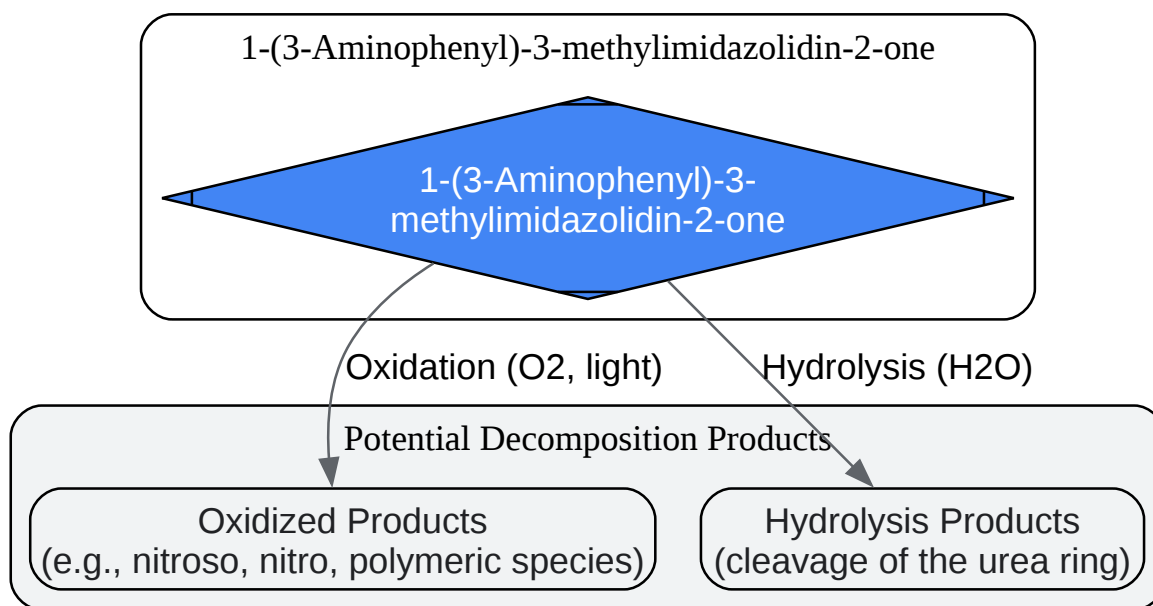 1-(3-Aminophenyl)-3-methylimidazolidin-2-one
1-(3-Aminophenyl)-3-
methylimidazolidin-2-one
Oxidation (O2, light)
Hydrolysis (H2O)
Potential Decomposition Products
Oxidized Products
(e.g., nitroso, nitro, polymeric species)
Hydrolysis Products
(cleavage of the urea ring)